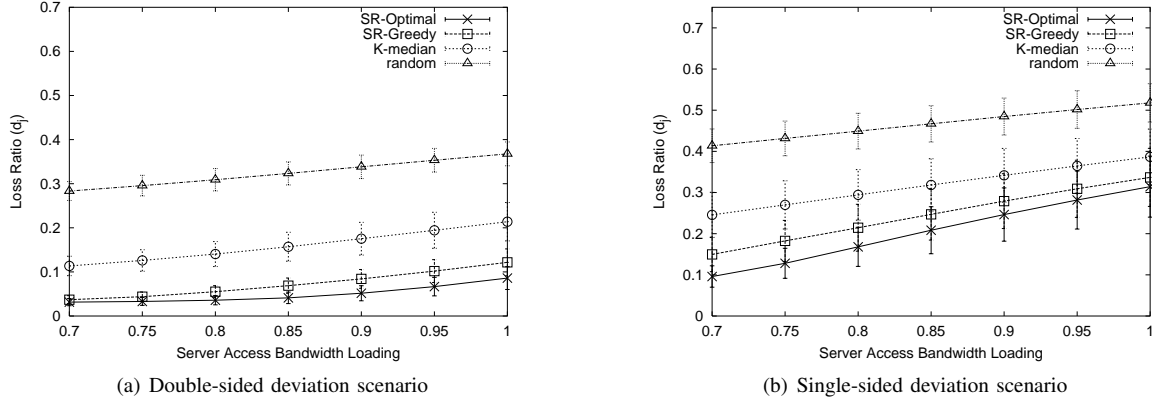 0.7
0.6
0.5
0.4
0.3
0.2
0.1
0
0.7 0.75 0.8 0.85 0.9 0.95 1
Loss Ratio (dj)
Server Access Bandwidth Loading
SR-Optimal
SR-Greedy
K-median
random
(a) Double-sided deviation scenario
0.7
0.6
0.5
0.4
0.3
0.2
0.1
0
0.7 0.75 0.8 0.85 0.9 0.95 1
Loss Ratio (dj)
Server Access Bandwidth Loading
SR-Optimal
SR-Greedy
K-median
random
(b) Single-sided deviation scenario